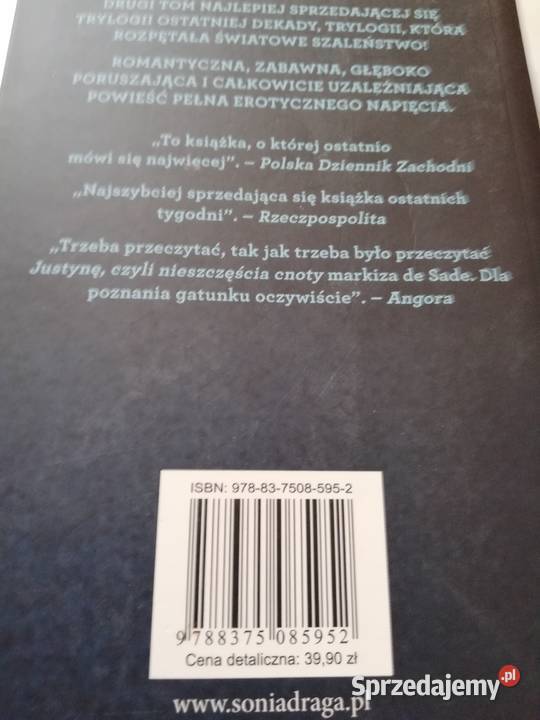 DRUGI TOM NAJLEPIEJ SPRZEDAJĄCEJ SIĘ
TRYLOGII OSTATNIEJ DEKADY, TRYLOGII, KTÓRA
ROZPĘTAŁA ŚWIATOWE SZALEŃSTWO!
ROMANTYCZNA, ZABAWNA, GŁĘBOKO
PORUSZAJĄCA I CAŁKOWICIE UZALEŻNIAJĄCA
POWIEŚĆ PEŁNA EROTYCZNEGO NAPIĘCIA.
„To książka, o której ostatnio
mówi się najwięcej”. – Polska Dziennik Zachodni
„Najszybciej sprzedająca się książka ostatnich
tygodni”. – Rzeczpospolita
„Trzeba przeczytać, tak jak trzeba było przeczytać
Justynę, czyli nieszczęścia cnoty markiza de Sade. Dla
poznania gatunku oczywiście”. – Angora
ISBN: 978-83-7508-595-2
9 788375 085952
Cena detaliczna: 39,90 zł
www.soniadraga.pl
Sprzedajemy.pl